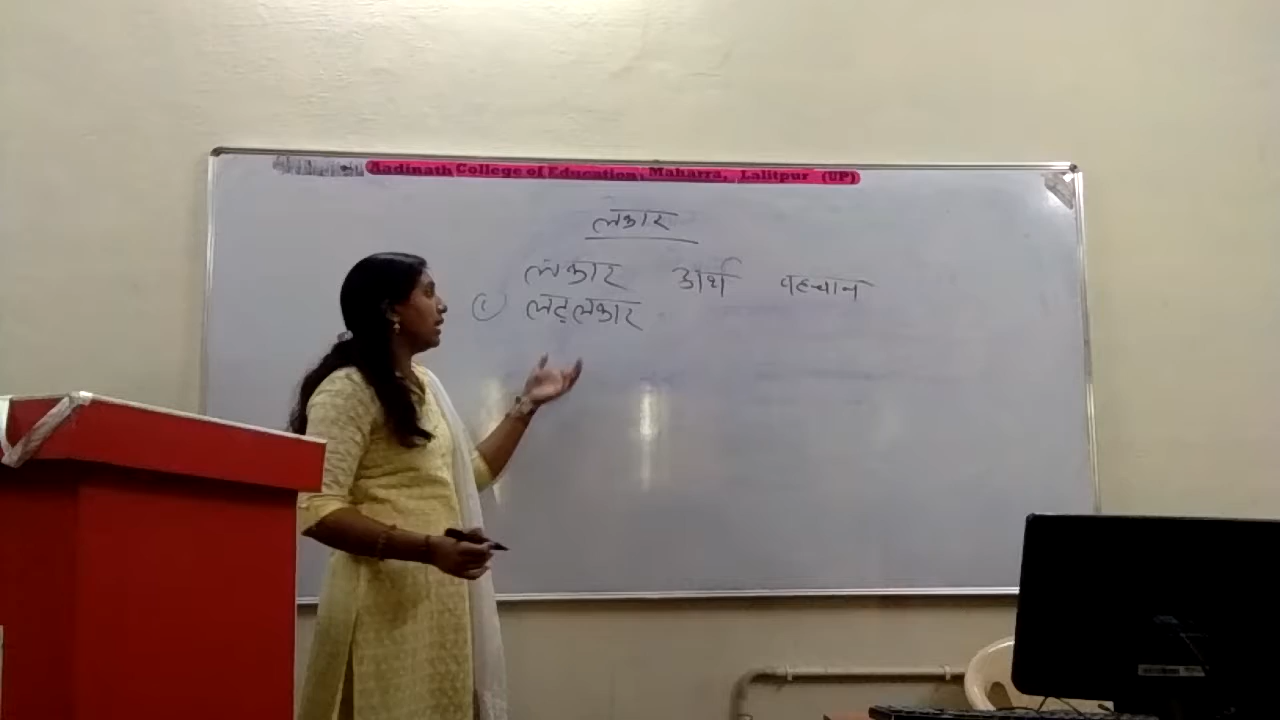 Aadinath College of Education, Maharra, Lalitpur (UP)
लकार
लकार अर्थ पहचान
(1) लट् लकार